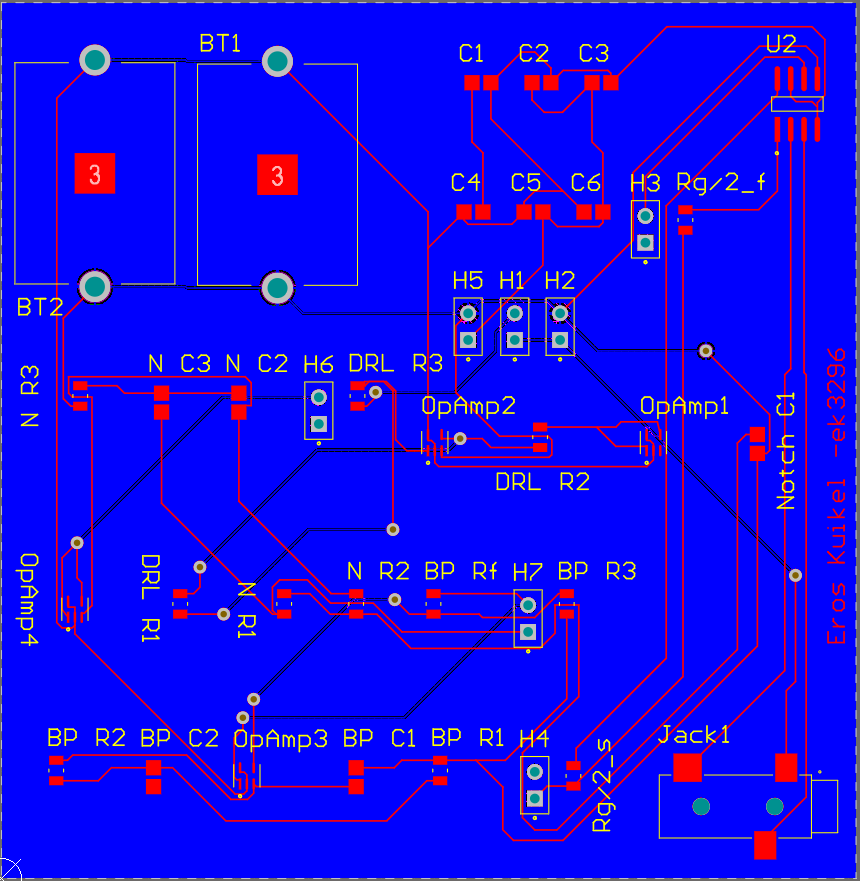 BT1
C1 C2 C3
U2
3 3
C4 C5 C6
H3 Rg/2_f
BT2
H5 H1 H2
N R3
N C3 N C2
H6
DRL R3
OpAmp2
OpAmp1
DRL R2
Notch C1
Eros Kuikel -ek3296
OpAmp4
DRL R1
N R1
N R2
BP Rf
H7
BP R3
BP R2
BP C2
OpAmp3
BP C1
BP R1
H4
Rg/2_s
Jack1